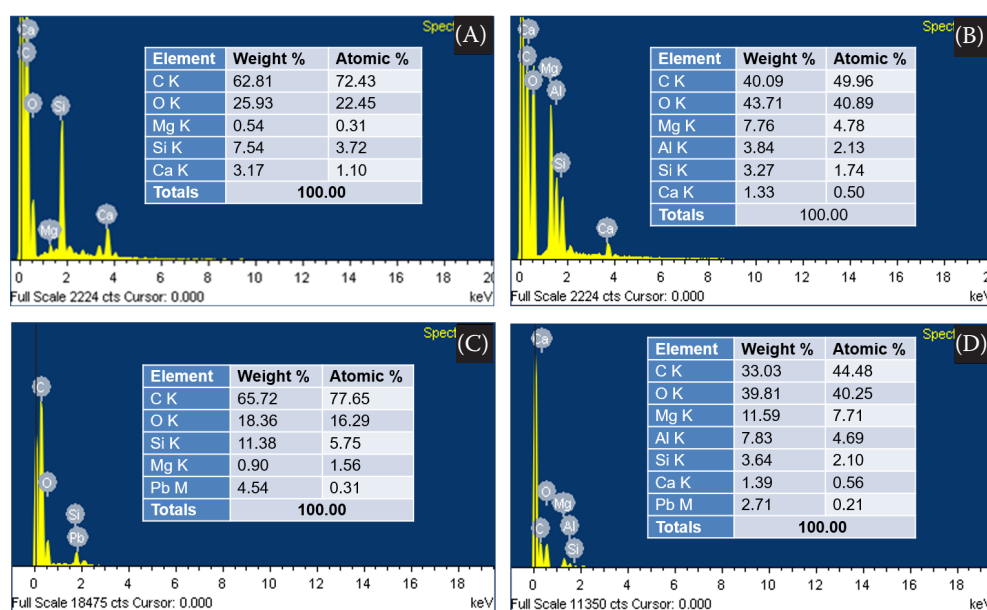 Spect (A)
Ca
C
O
Si
Mg
Ca
Element Weight % Atomic %
C K 62.81 72.43
O K 25.93 22.45
Mg K 0.54 0.31
Si K 7.54 3.72
Ca K 3.17 1.10
Totals 100.00
0 2 4 6 8 10 12 14 16 18 20
Full Scale 2224 cts Cursor: 0.000 keV
Spect (B)
Ca
C
O
Mg
Al
Si
Ca
Element Weight % Atomic %
C K 40.09 49.96
O K 43.71 40.89
Mg K 7.76 4.78
Al K 3.84 2.13
Si K 3.27 1.74
Ca K 1.33 0.50
Totals 100.00
0 2 4 6 8 10 12 14 16 18 2
Full Scale 2224 cts Cursor: 0.000 keV
Spect (C)
C
O
Si
Pb
Element Weight % Atomic %
C K 65.72 77.65
O K 18.36 16.29
Si K 11.38 5.75
Mg K 0.90 1.56
Pb M 4.54 0.31
Totals 100.00
0 2 4 6 8 10 12 14 16 18
Full Scale 18475 cts Cursor: 0.000 keV
Spect (D)
Ca
O
C
Mg
Al
Si
Element Weight % Atomic %
C K 33.03 44.48
O K 39.81 40.25
Mg K 11.59 7.71
Al K 7.83 4.69
Si K 3.64 2.10
Ca K 1.39 0.56
Pb M 2.71 0.21
Totals 100.00
0 2 4 6 8 10 12 14 16 18
Full Scale 11350 cts Cursor: 0.000 keV